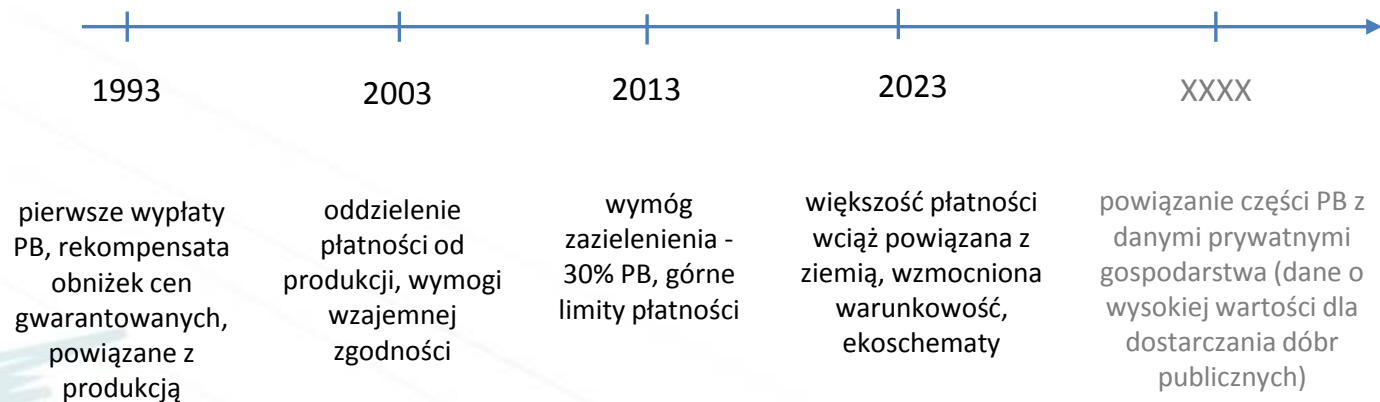 1993
2003
2013
2023
XXXX
pierwsze wypłaty
PB, rekompensata
obniżek cen
gwarantowanych,
powiązane z
produkcją
oddzielenie
płatności od
produkcji, wymogi
wzajemnej
zgodności
wymóg
zazielenienia -
30% PB, górne
limity płatności
większość płatności
wciąż powiązana z
ziemią, wzmocniona
warunkowość,
ekoschematy
powiązanie części PB z
danymi prywatnymi
gospodarstwa (dane o
wysokiej wartości dla
dostarczania dóbr
publicznych)